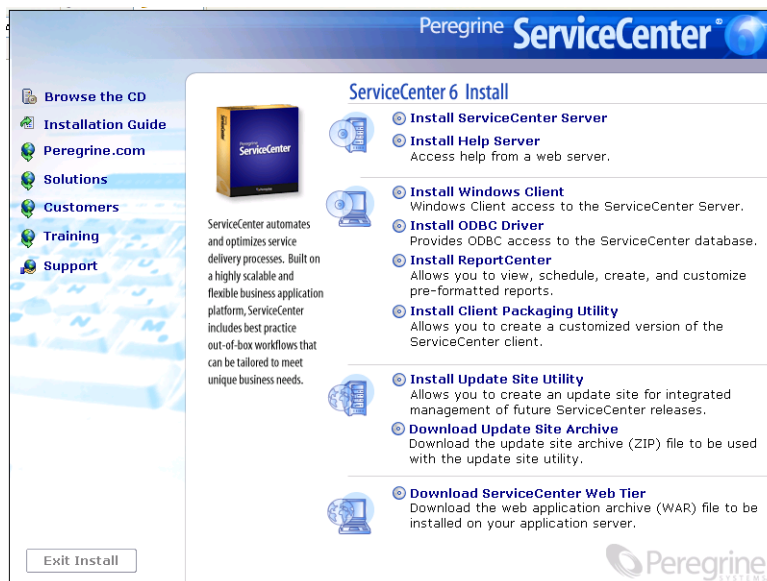 Peregrine ServiceCenter® 6
Browse the CD
Installation Guide
Peregrine.com
Solutions
Customers
Training
Support
Exit Install
Peregrine
ServiceCenter
ServiceCenter automates
and optimizes service
delivery processes. Built on
a highly scalable and
flexible business application
platform, ServiceCenter
includes best practice
out-of-box workflows that
can be tailored to meet
unique business needs.
ServiceCenter 6 Install
Install ServiceCenter Server
Install Help Server
Access help from a web server.
Install Windows Client
Windows Client access to the ServiceCenter Server.
Install ODBC Driver
Provides ODBC access to the ServiceCenter database.
Install ReportCenter
Allows you to view, schedule, create, and customize
pre-formatted reports.
Install Client Packaging Utility
Allows you to create a customized version of the
ServiceCenter client.
Install Update Site Utility
Allows you to create an update site for integrated
management of future ServiceCenter releases.
Download Update Site Archive
Download the update site archive (ZIP) file to be used
with the update site utility.
Download ServiceCenter Web Tier
Download the web application archive (WAR) file to be
installed on your application server.
Peregrine
SYSTEMS